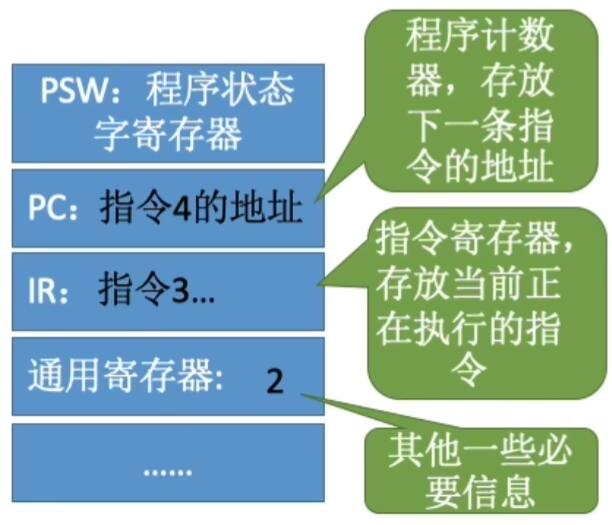 PSW：程序状态
字寄存器
PC：指令4的地址
IR： 指令3...
通用寄存器: 2
......
程序计数
器，存放
下一条指
令的地址
指令寄存器，
存放当前正
在执行的指
令
其他一些必
要信息